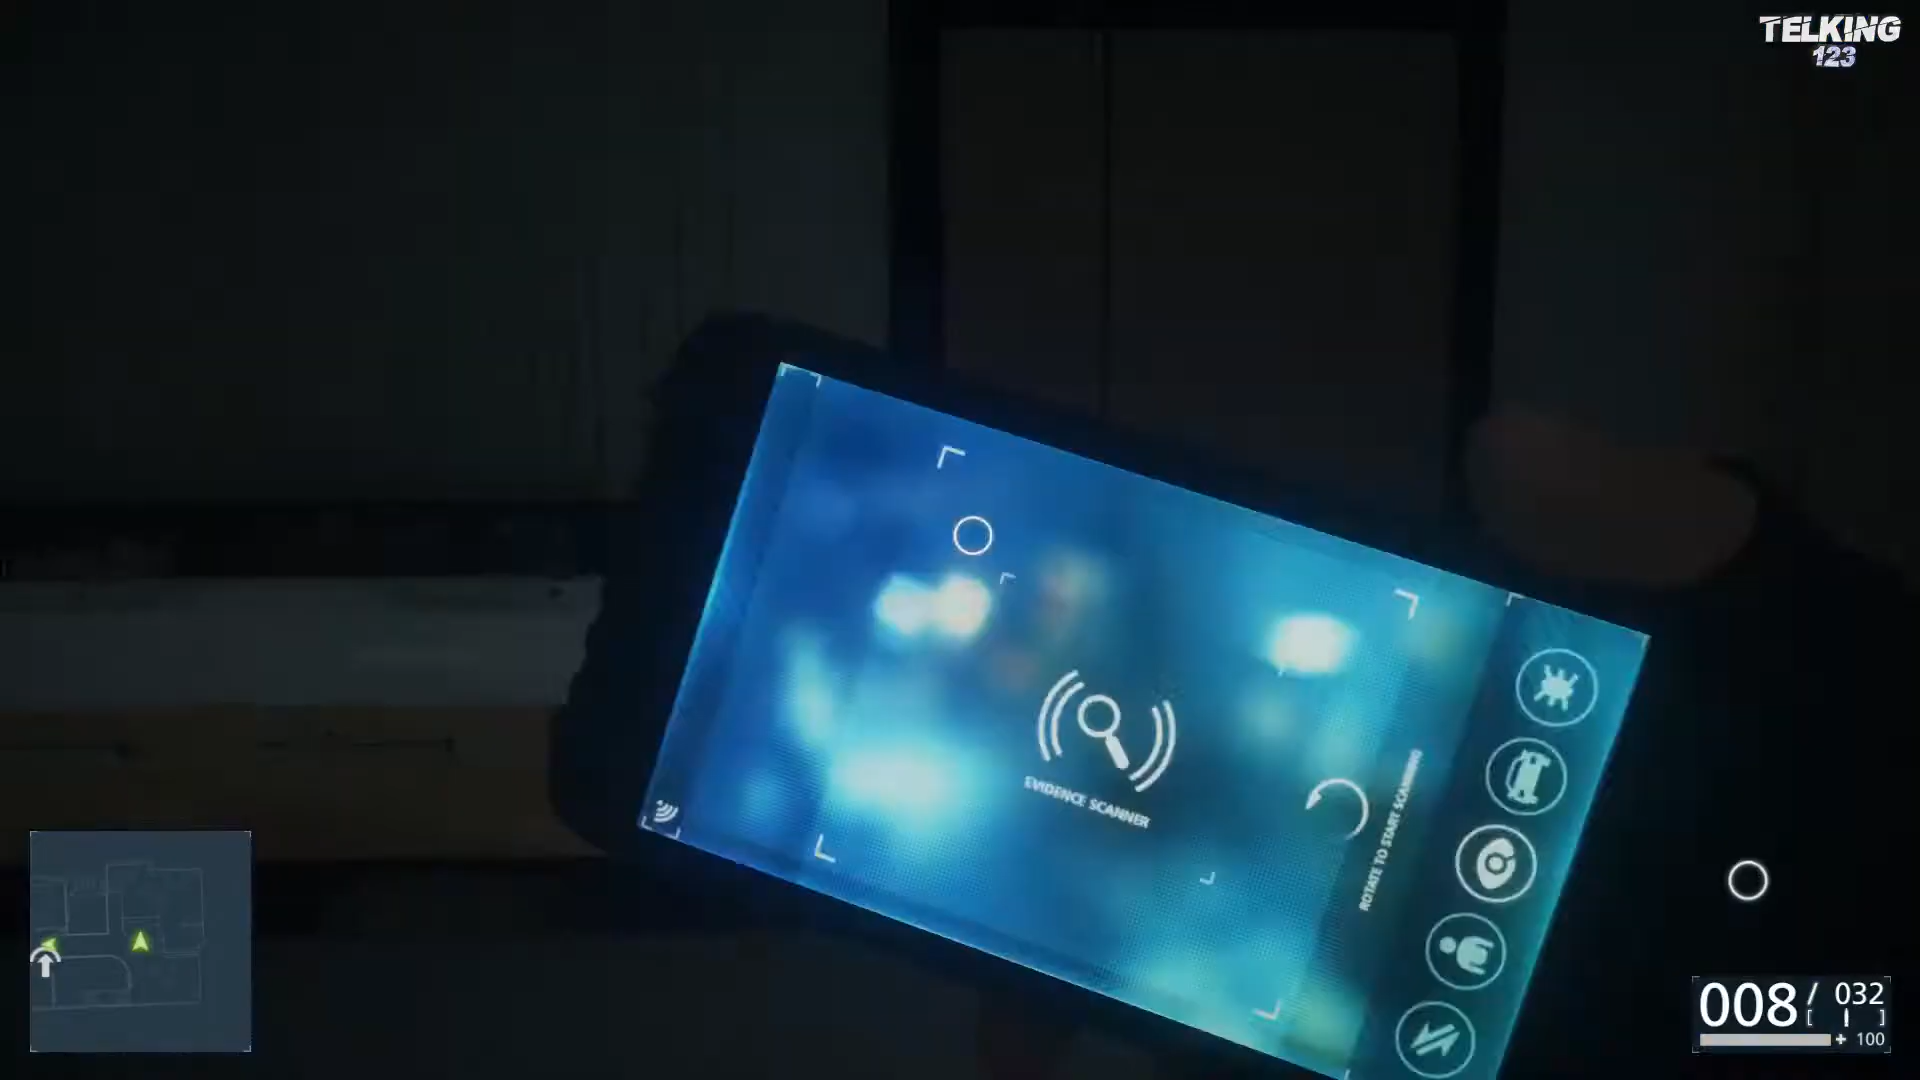 TELKING
123
EVIDENCE SCANNER
ROTATE TO START SCANNING
008/ 032
[ | ]
+ 100